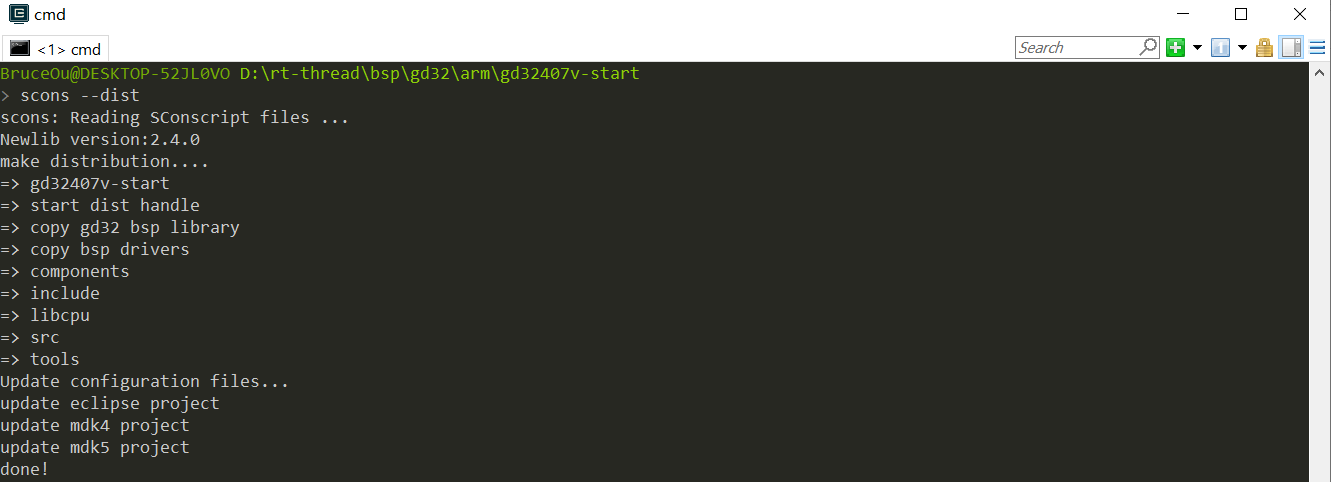 cmd
<1> cmd
Search
BruceOu@DESKTOP-52JL0VO D:\rt-thread\bsp\gd32\arm\gd32407v-start
> scons --dist
scons: Reading SConscript files ...
Newlib version:2.4.0
make distribution....
=> gd32407v-start
=> start dist handle
=> copy gd32 bsp library
=> copy bsp drivers
=> components
=> include
=> libcpu
=> src
=> tools
Update configuration files...
update eclipse project
update mdk4 project
update mdk5 project
done!